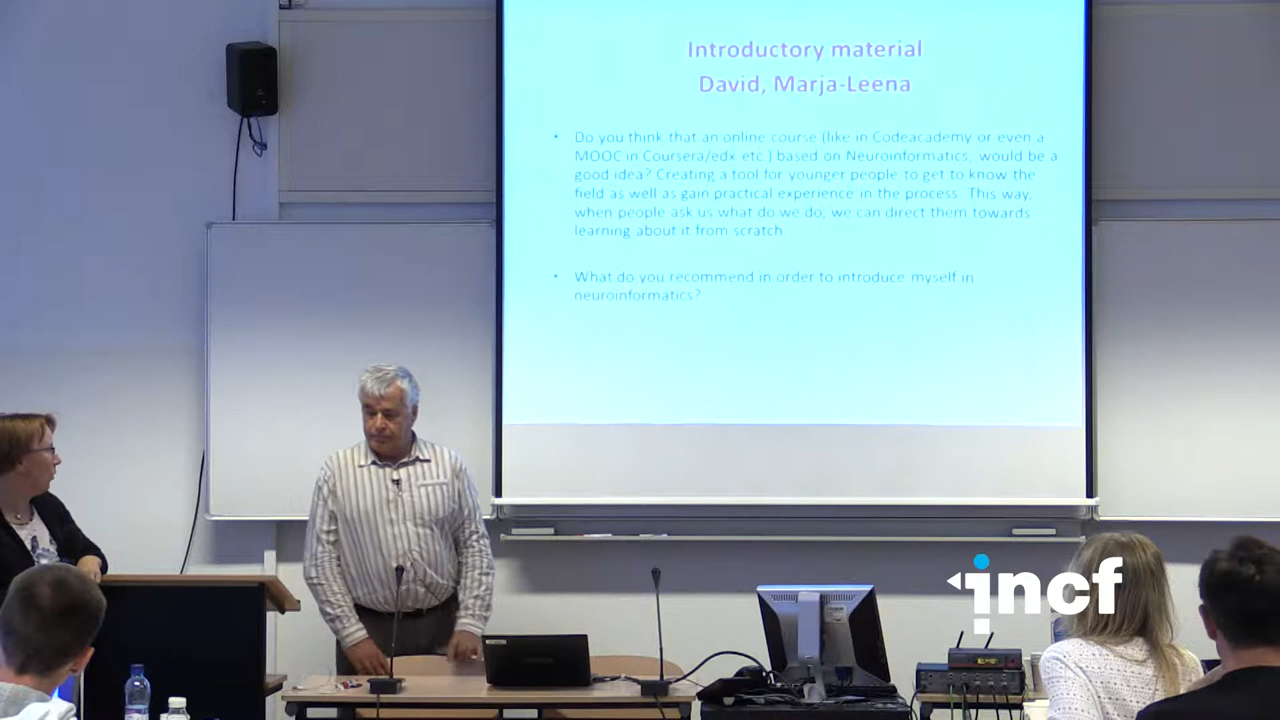 Introductory material
David, Marja-Leena
• Do you think that an online course (like in Codeacademy or even a
MOOC in Coursera/edx etc.) based on Neuroinformatics, would be a
good idea? Creating a tool for younger people to get to know the
field as well as gain practical experience in the process. This way,
when people ask us what do we do, we can direct them towards
learning about it from scratch.
• What do you recommend in order to introduce myself in
neuroinformatics?
incf